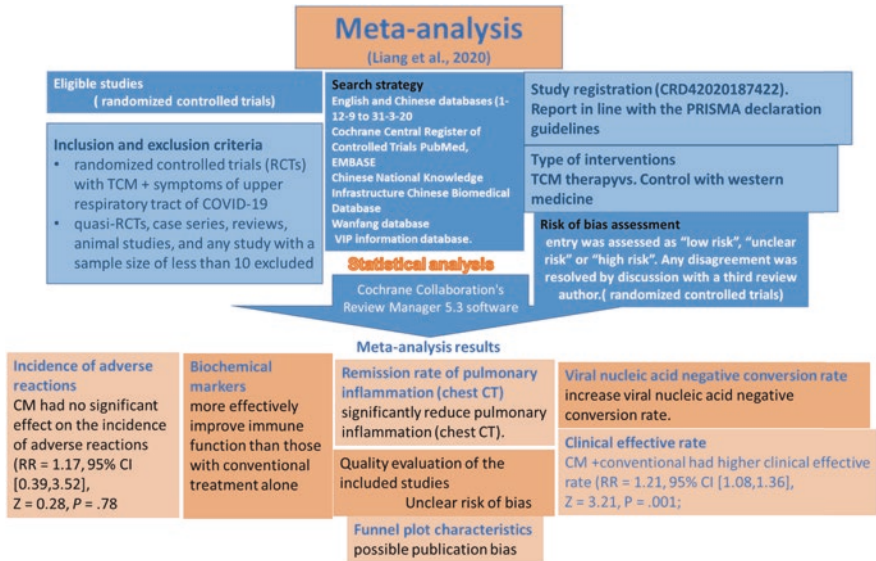 Meta-analysis
(Liang et al., 2020)
Eligible studies
( randomized controlled trials)
Inclusion and exclusion criteria
• randomized controlled trials (RCTs)
with TCM + symptoms of upper
respiratory tract of COVID-19
• quasi-RCTs, case series, reviews,
animal studies, and any study with a
sample size of less than 10 excluded
Search strategy
English and Chinese databases (1-
12-9 to 31-3-20
Cochrane Central Register of
Controlled Trials PubMed,
EMBASE
Chinese National Knowledge
Infrastructure Chinese Biomedical
Database
Wanfang database
VIP information database.
Study registration (CRD42020187422).
Report in line with the PRISMA declaration
guidelines
Type of interventions
TCM therapyvs. Control with western
medicine
Risk of bias assessment
entry was assessed as “low risk”, “unclear
risk” or “high risk”. Any disagreement was
resolved by discussion with a third review
author.( randomized controlled trials)
Statistical analysis
Cochrane Collaboration's
Review Manager 5.3 software
Meta-analysis results
Incidence of adverse
reactions
CM had no significant
effect on the incidence
of adverse reactions
(RR = 1.17, 95% CI
[0.39,3.52],
Z = 0.28, P = .78
Biochemical
markers
more effectively
improve immune
function than those
with conventional
treatment alone
Remission rate of pulmonary
inflammation (chest CT)
significantly reduce pulmonary
inflammation (chest CT).
Quality evaluation of the
included studies
Unclear risk of bias
Funnel plot characteristics
possible publication bias
Viral nucleic acid negative conversion rate
increase viral nucleic acid negative
conversion rate.
Clinical effective rate
CM +conventional had higher clinical effective
rate (RR = 1.21, 95% CI [1.08,1.36],
Z = 3.21, P = .001;